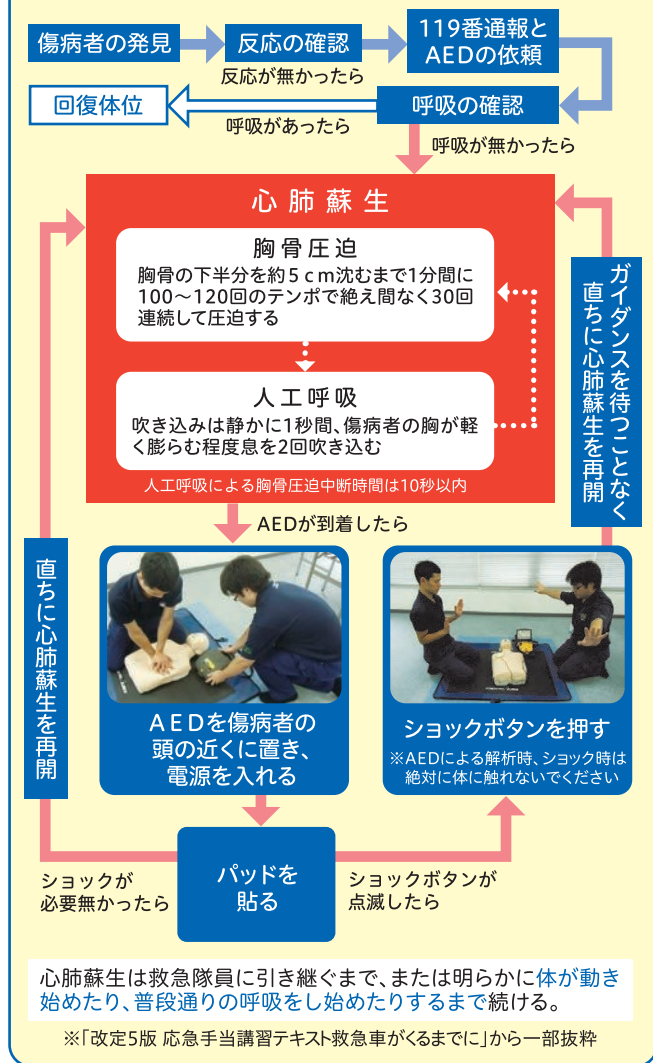 傷病者の発見
反応の確認
119番通報と
AEDの依頼
反応が無かったら
回復体位
呼吸の確認
呼吸があったら
呼吸が無かったら
心肺蘇生
胸骨圧迫
胸骨の下半分を約5cm沈むまで1分間に
100〜120回のテンポで絶え間なく30回
連続して圧迫する
人工呼吸
吹き込みは静かに1秒間、傷病者の胸が軽
く膨らむ程度息を2回吹き込む
人工呼吸による胸骨圧迫中断時間は10秒以内
ガイダンスを待つことなく
直ちに心肺蘇生を再開
AEDが到着したら
直ちに心肺蘇生を再開
AEDを傷病者の
頭の近くに置き、
電源を入れる
ショックボタンを押す
※AEDによる解析時、ショック時は
絶対に体に触れないでください
パッドを
貼る
ショックが
必要無かったら
ショックボタンが
点滅したら
心肺蘇生は救急隊員に引き継ぐまで、または明らかに体が動き
始めたり、普段通りの呼吸をし始めたりするまで続ける。
※「改定5版 応急手当講習テキスト救急車がくるまでに」から一部抜粋